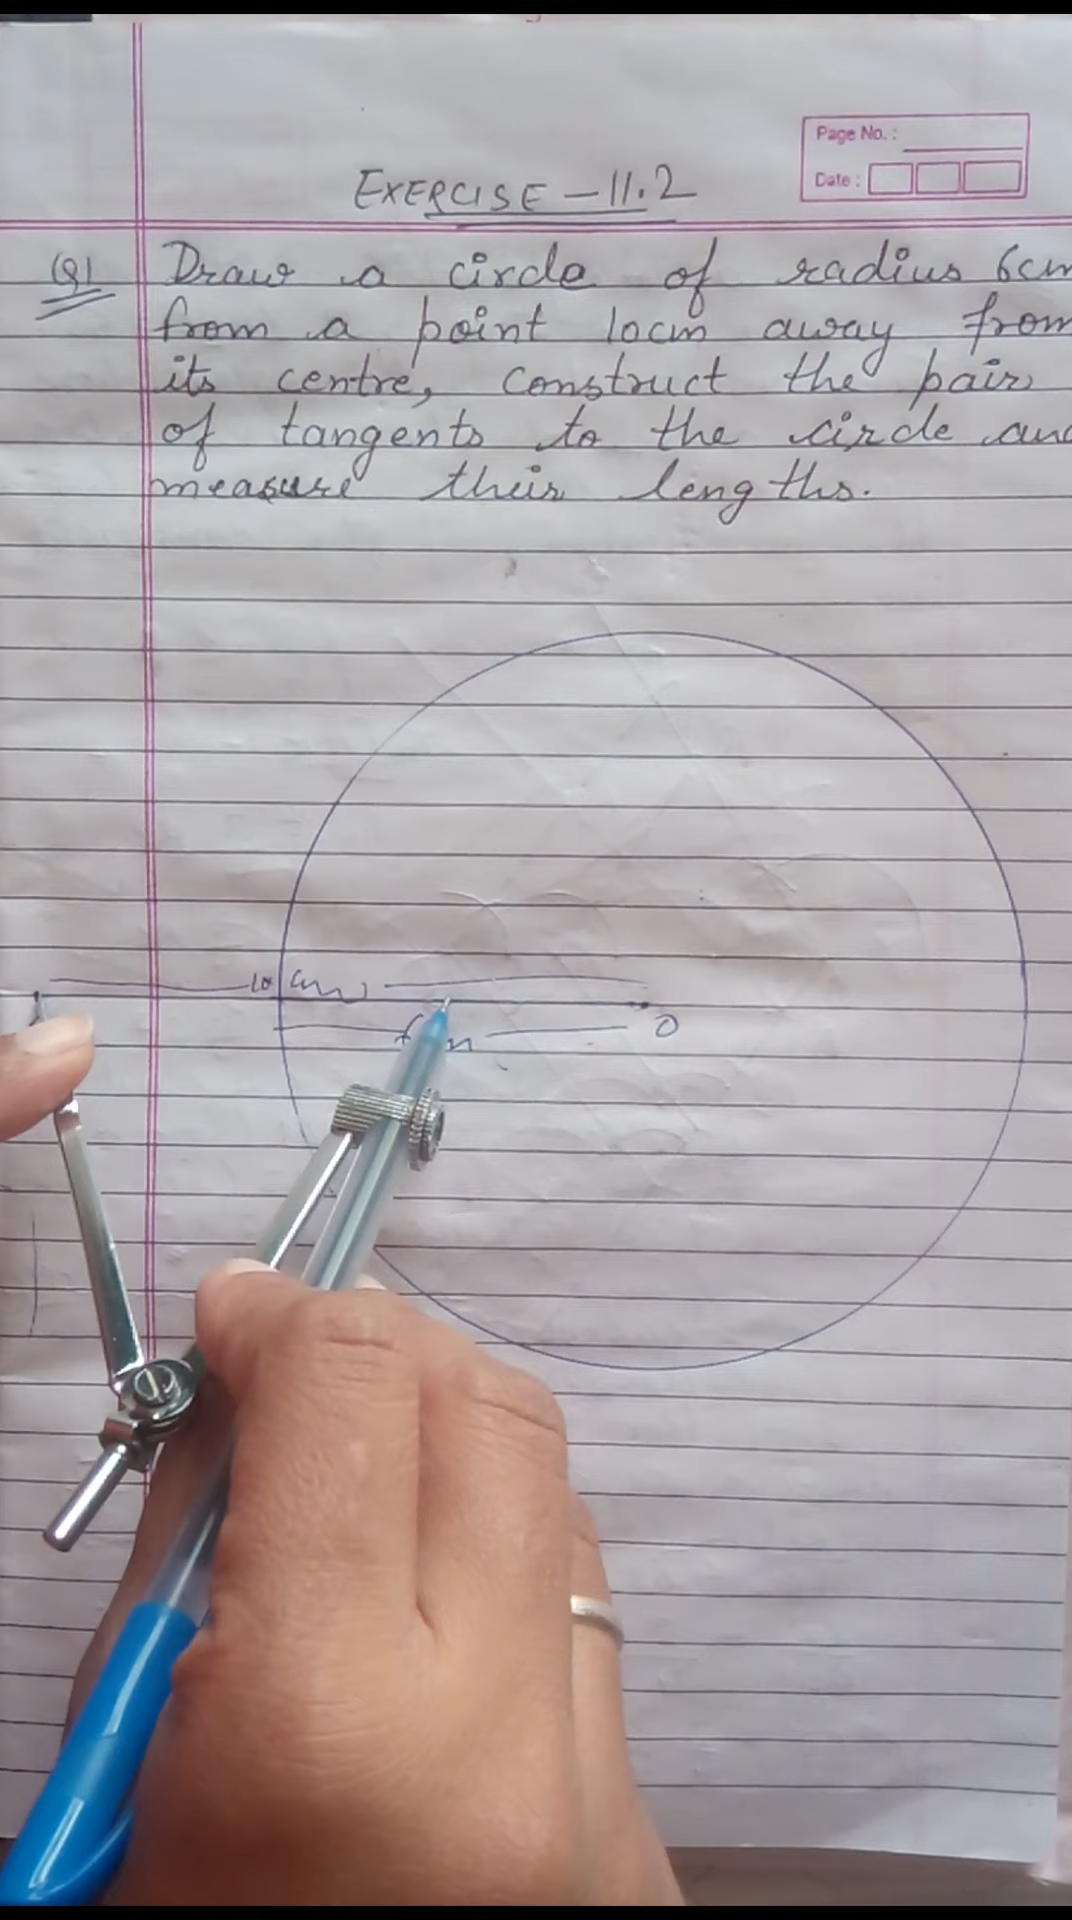 Page No. :
Date :
EXERCISE - 11.2
Q1 Draw a circle of radius 6cm
from a point 10cm away from
its centre, construct the pair
of tangents to the circle and
measure their lengths.
10 cm
O